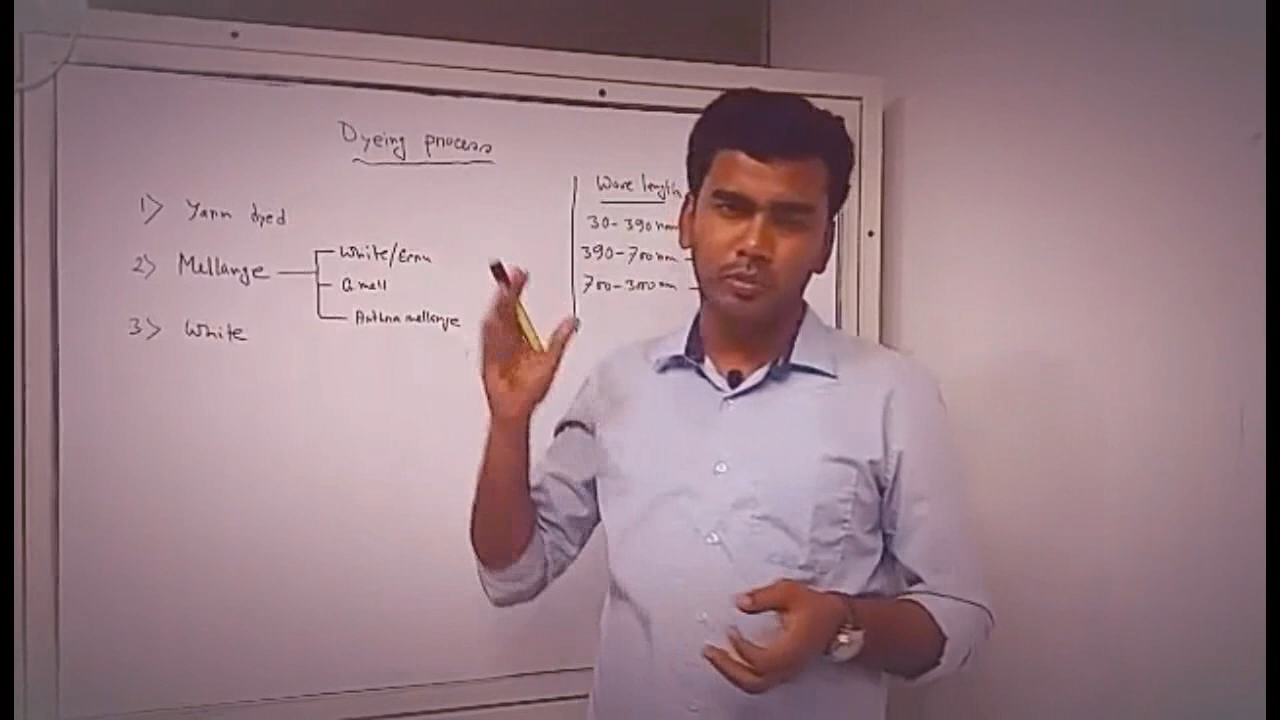 Dyeing process
1) Yarn dyed
2) Mellange
White/Ecru
G mell
Anthra mellange
3) White
Wave length
30-390 nm
390-700 nm
700-300 nm